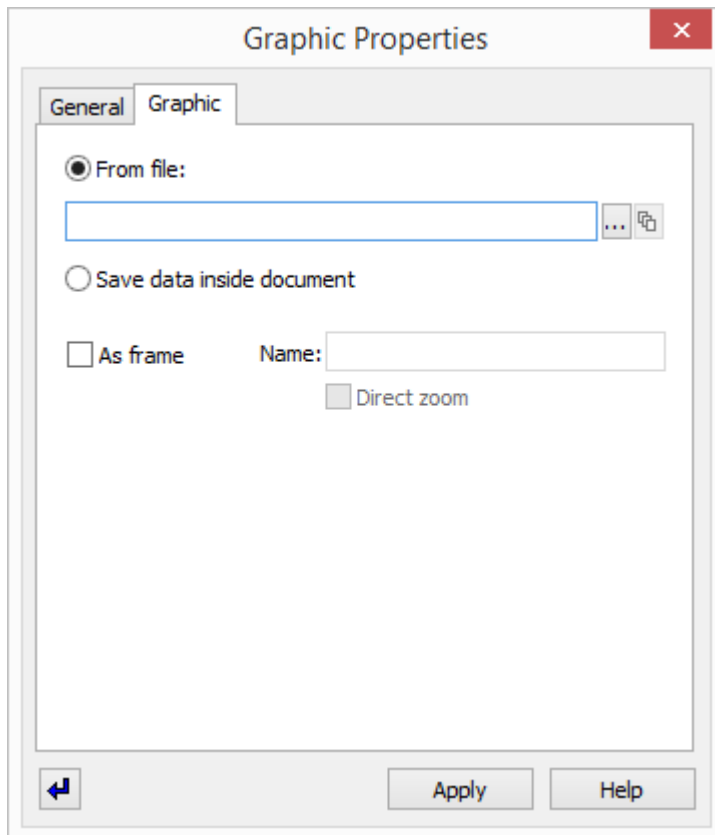 Graphic Properties
General Graphic
From file:
...
Save data inside document
As frame Name:
Direct zoom
Apply Help